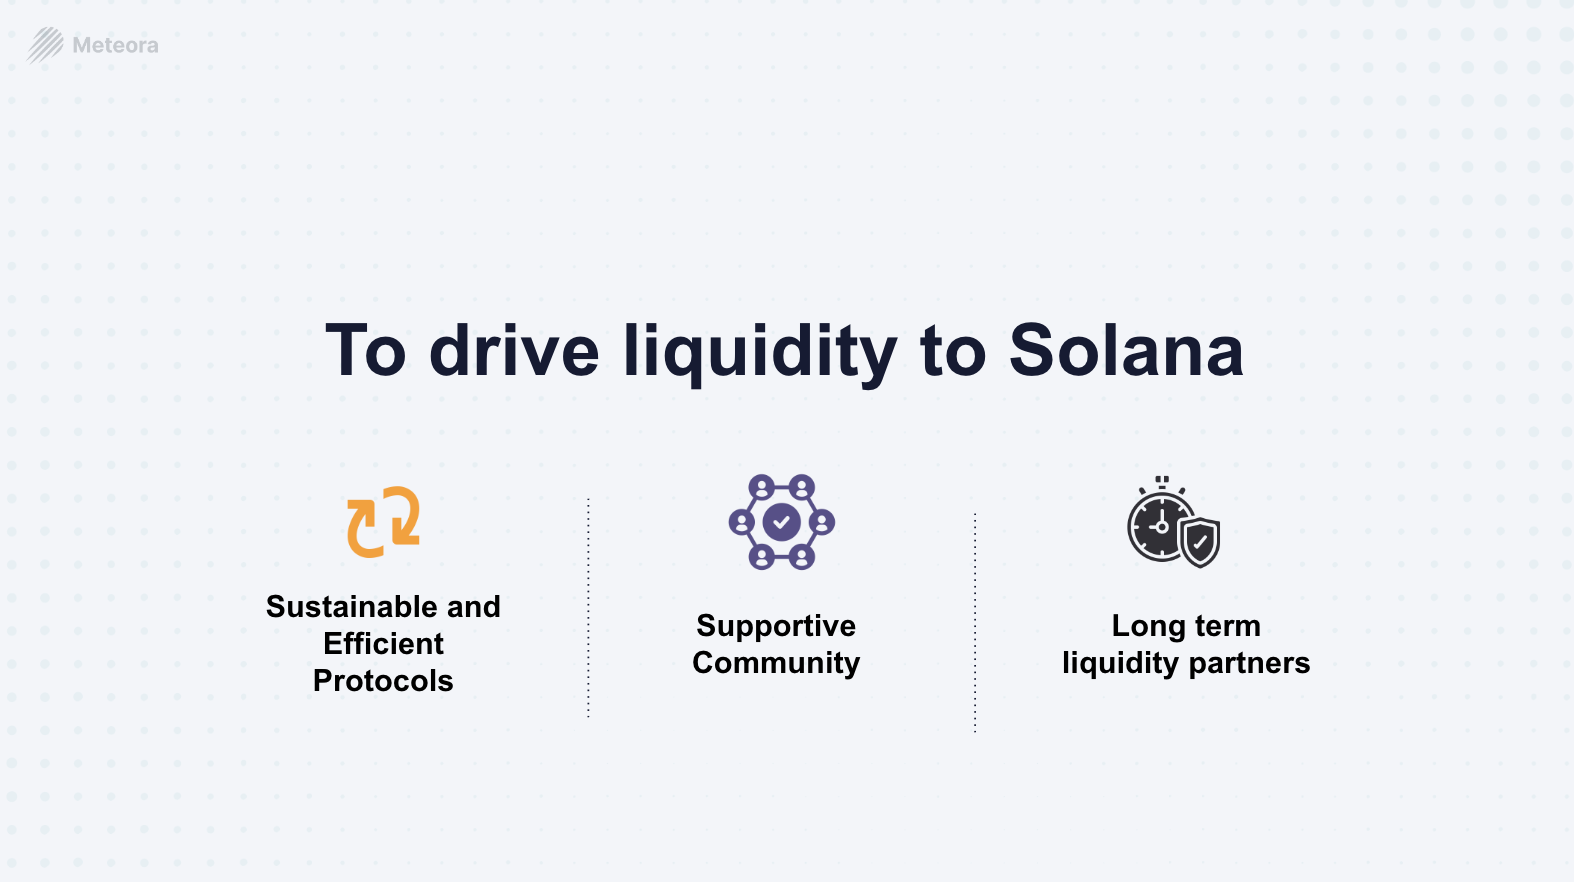 Meteora
To drive liquidity to Solana
Sustainable and
Efficient
Protocols
Supportive
Community
Long term
liquidity partners